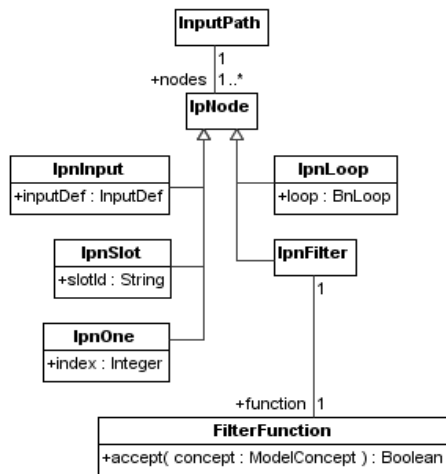 InputPath
1
+nodes 1..*
IpNode
IpnInput
+inputDef : InputDef
IpnLoop
+loop : BnLoop
IpnSlot
+slotId : String
IpnFilter
1
IpnOne
+index : Integer
+function 1
FilterFunction
+accept( concept : ModelConcept ) : Boolean